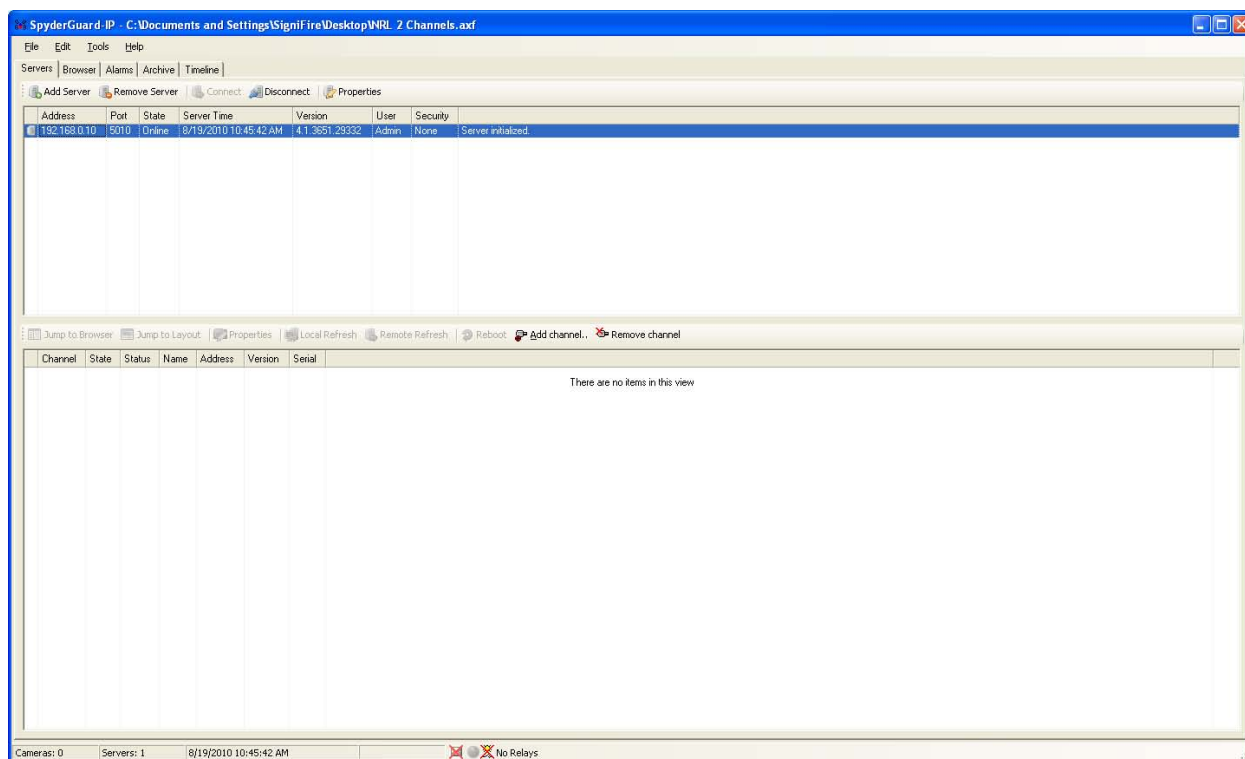 SpyderGuard-IP - C:\Documents and Settings\SigniFire\Desktop\NRL 2 Channels.axf
File Edit Tools Help
Servers Browser Alarms Archive Timeline
Add Server Remove Server Connect Disconnect Properties
Address Port State Server Time Version User Security
192.168.0.10 5010 Online 8/19/2010 10:45:42 AM 4.1.3651.29332 Admin None Server initialized.
Jump to Browser Jump to Layout Properties Local Refresh Remote Refresh Reboot Add channel.. Remove channel
Channel State Status Name Address Version Serial
There are no items in this view
Cameras: 0 Servers: 1 8/19/2010 10:45:42 AM No Relays